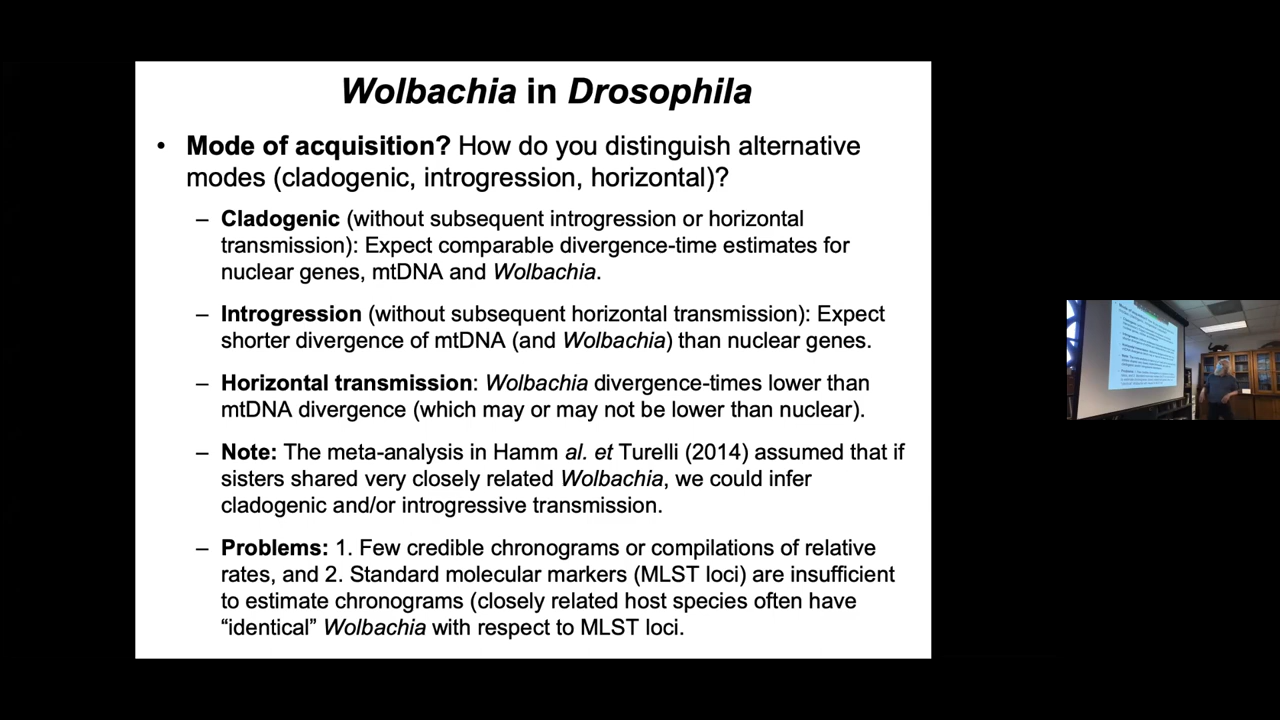 Wolbachia in Drosophila
• Mode of acquisition? How do you distinguish alternative
modes (cladogenic, introgression, horizontal)?
– Cladogenic (without subsequent introgression or horizontal
transmission): Expect comparable divergence-time estimates for
nuclear genes, mtDNA and Wolbachia.
– Introgression (without subsequent horizontal transmission): Expect
shorter divergence of mtDNA (and Wolbachia) than nuclear genes.
– Horizontal transmission: Wolbachia divergence-times lower than
mtDNA divergence (which may or may not be lower than nuclear).
– Note: The meta-analysis in Hamm al. et Turelli (2014) assumed that if
sisters shared very closely related Wolbachia, we could infer
cladogenic and/or introgressive transmission.
– Problems: 1. Few credible chronograms or compilations of relative
rates, and 2. Standard molecular markers (MLST loci) are insufficient
to estimate chronograms (closely related host species often have
“identical” Wolbachia with respect to MLST loci.